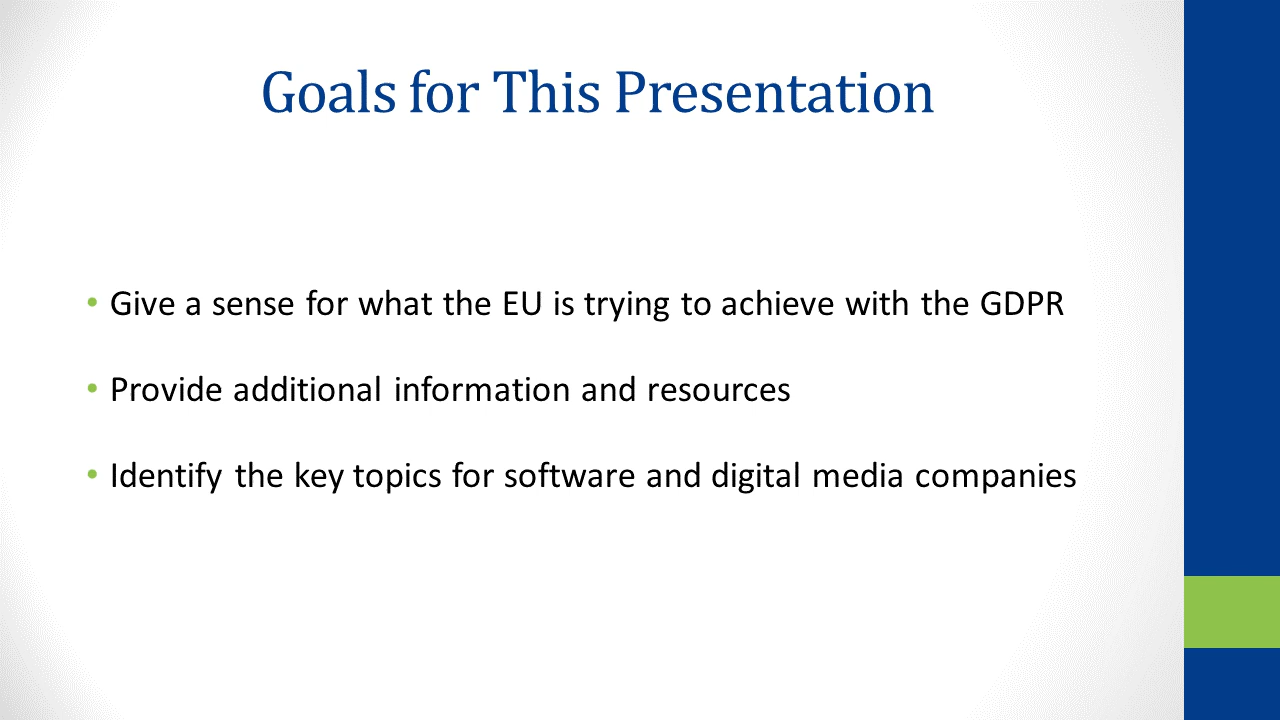 Goals for This Presentation
• Give a sense for what the EU is trying to achieve with the GDPR
• Provide additional information and resources
• Identify the key topics for software and digital media companies